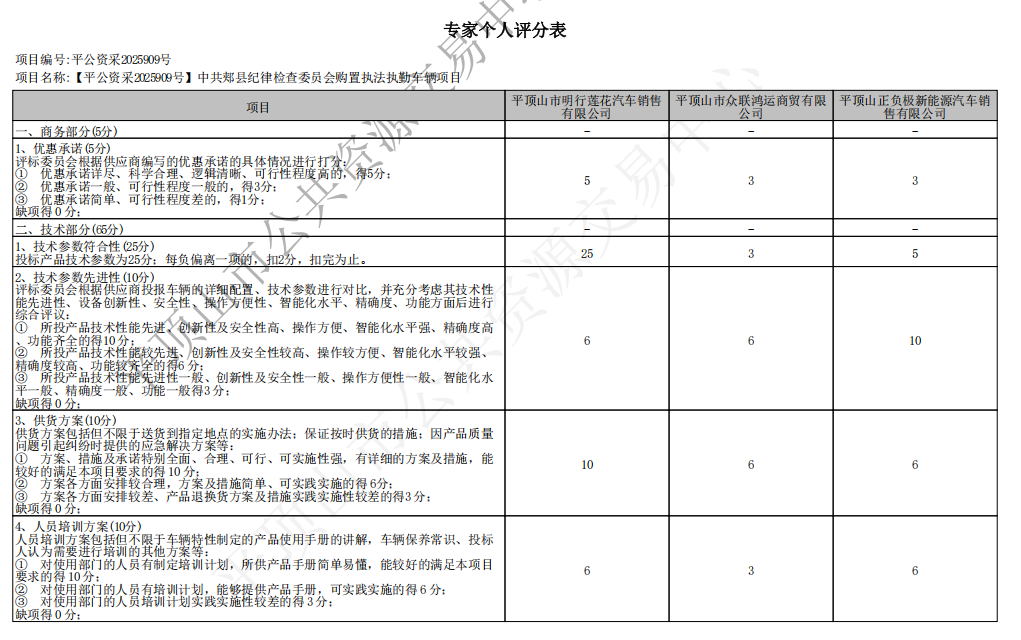 专家个人评分表
项目编号:平公资采2025909号
项目名称:【平公资采2025909号】中共郏县纪律检查委员会购置执法执勤车辆项目
项目 平顶山市明行莲花汽车销售有限公司 平顶山市众联鸿运商贸有限公司 平顶山正负极新能源汽车销售有限公司
一、商务部分(5分) – – –
1、优惠承诺(5分)
评标委员会根据供应商编写的优惠承诺的具体情况进行打分:
① 优惠承诺详尽、科学合理、逻辑清晰、可行性程度高的，得5分;
② 优惠承诺一般、可行性程度一般的，得3分;
③ 优惠承诺简单、可行性程度差的，得1分;
缺项得 0 分;
5 3 3
二、技术部分(65分) – – –
1、技术参数符合性(25分)
投标产品技术参数为25分; 每负偏离一项的，扣2分，扣完为止。
25 3 5
2、技术参数先进性(10分)
评标委员会根据供应商投报车辆的详细配置、技术参数进行对比，并充分考虑其技术性
能先进性、设备创新性、安全性、操作方便性、智能化水平、精确度、功能方面后进行
综合评议:
① 所投产品技术性能先进、创新性及安全性高、操作方便、智能化水平强、精确度高
、功能齐全的得10 分;
② 所投产品技术性能较先进、创新性及安全性较高、操作较方便、智能化水平较强、
精确度较高、功能较齐全的得6 分;
③ 所投产品技术性能先进性一般、创新性及安全性一般、操作方便性一般、智能化水
平一般、精确度一般、功能一般得3 分;
缺项得 0 分;
6 6 10
3、供货方案(10分)
供货方案包括但不限于送货到指定地点的实施办法; 保证按时供货的措施; 因产品质量
问题引起纠纷时提供的应急解决方案等:
① 方案、措施及承诺特别全面、合理、可行、可实施性强，有详细的方案及措施，能
较好的满足本项目要求的得 10 分;
② 方案各方面安排较合理，方案及措施简单、可实践实施的得 6分;
③ 方案各方面安排较差、产品退换货方案及措施实践实施性较差的得3 分;
缺项得 0 分;
10 6 6
4、人员培训方案(10分)
人员培训方案包括但不限于车辆特性制定的产品使用手册的讲解，车辆保养常识、投标
人认为需要进行培训的其他方案等:
① 对使用部门的人员有制定培训计划，所供产品手册简单易懂，能较好的满足本项目
要求的得 10 分;
② 对使用部门的人员有培训计划，能够提供产品手册，可实践实施的得 6 分;
③ 对使用部门的人员培训计划实践实施性较差的得 3 分;
缺项得 0 分;
6 3 6
平顶山市公共资源交易中心
平顶山市公共资源交易中心